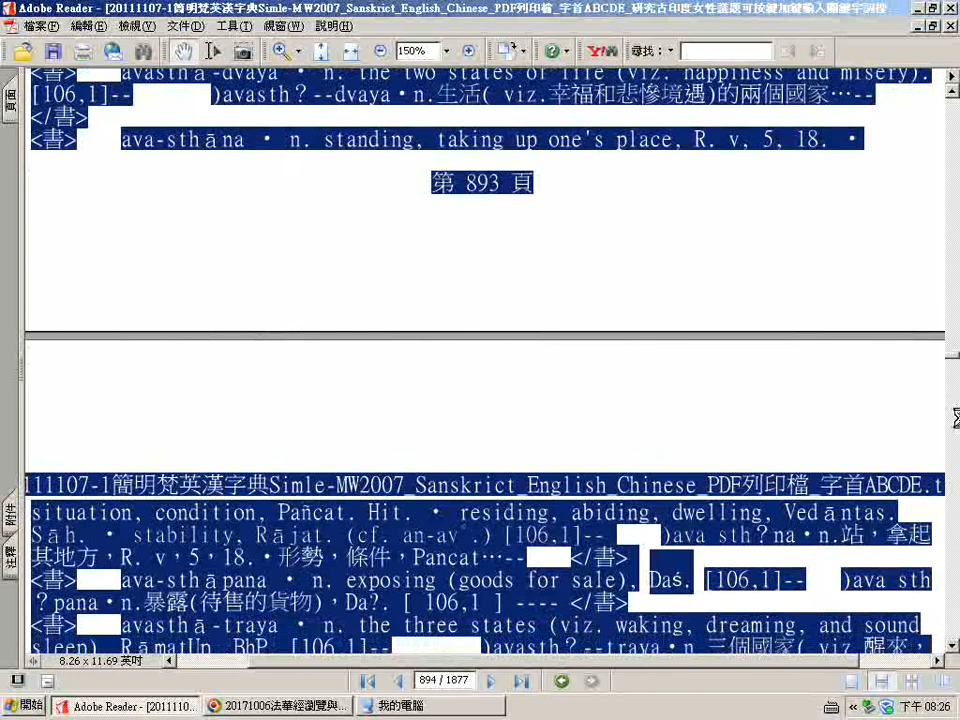 Adobe Reader - [20111107-1簡明梵英漢字典Simle-MW2007_Sanskrict_English_Chinese_PDF列印檔_字首ABCDE_研究古印度女性議題可按鍵加鍵輸入關鍵字詞搜
檔案(F) 編輯(E) 檢視(V) 文件(D) 工具(T) 視窗(W) 說明(H)
150% 尋找：
頁面
<書> avasthā-dvaya • n. the two states of life (viz. happiness and misery).
[106,1]-- )avasth？--dvaya•n.生活( viz.幸福和悲慘境遇)的兩個國家…--
</書>
<書> ava-sthāna • n. standing, taking up one's place, R. v, 5, 18. •
第 893 頁
111107-1簡明梵英漢字典Simle-MW2007_Sanskrict_English_Chinese_PDF列印檔_字首ABCDE.t
situation, condition, Pañcat. Hit. • residing, abiding, dwelling, Vedāntas.
Sāh. • stability, Rājat. (cf. an-av°.) [106,1]-- )ava sth？na•n.站，拿起
其地方，R. v，5，18.•形勢，條件，Pancat…-- </書>
<書> ava-sthāpana • n. exposing (goods for sale), Daś. [106,1]-- )ava sth
？pana•n.暴露(待售的貨物)，Da?. [ 106,1 ] ---- </書>
<書> avasthā-traya • n. the three states (viz. waking, dreaming, and sound
sleep), RāmatUp. BhP. [106,1]-- )avasth？--traya•n.三個國家( viz.醒來，
附件
注釋
8.26 x 11.69 英吋
894 / 1877
開始 Adobe Reader - [2011110... 20171006法華經瀏覽與... 我的電腦 下午 08:26